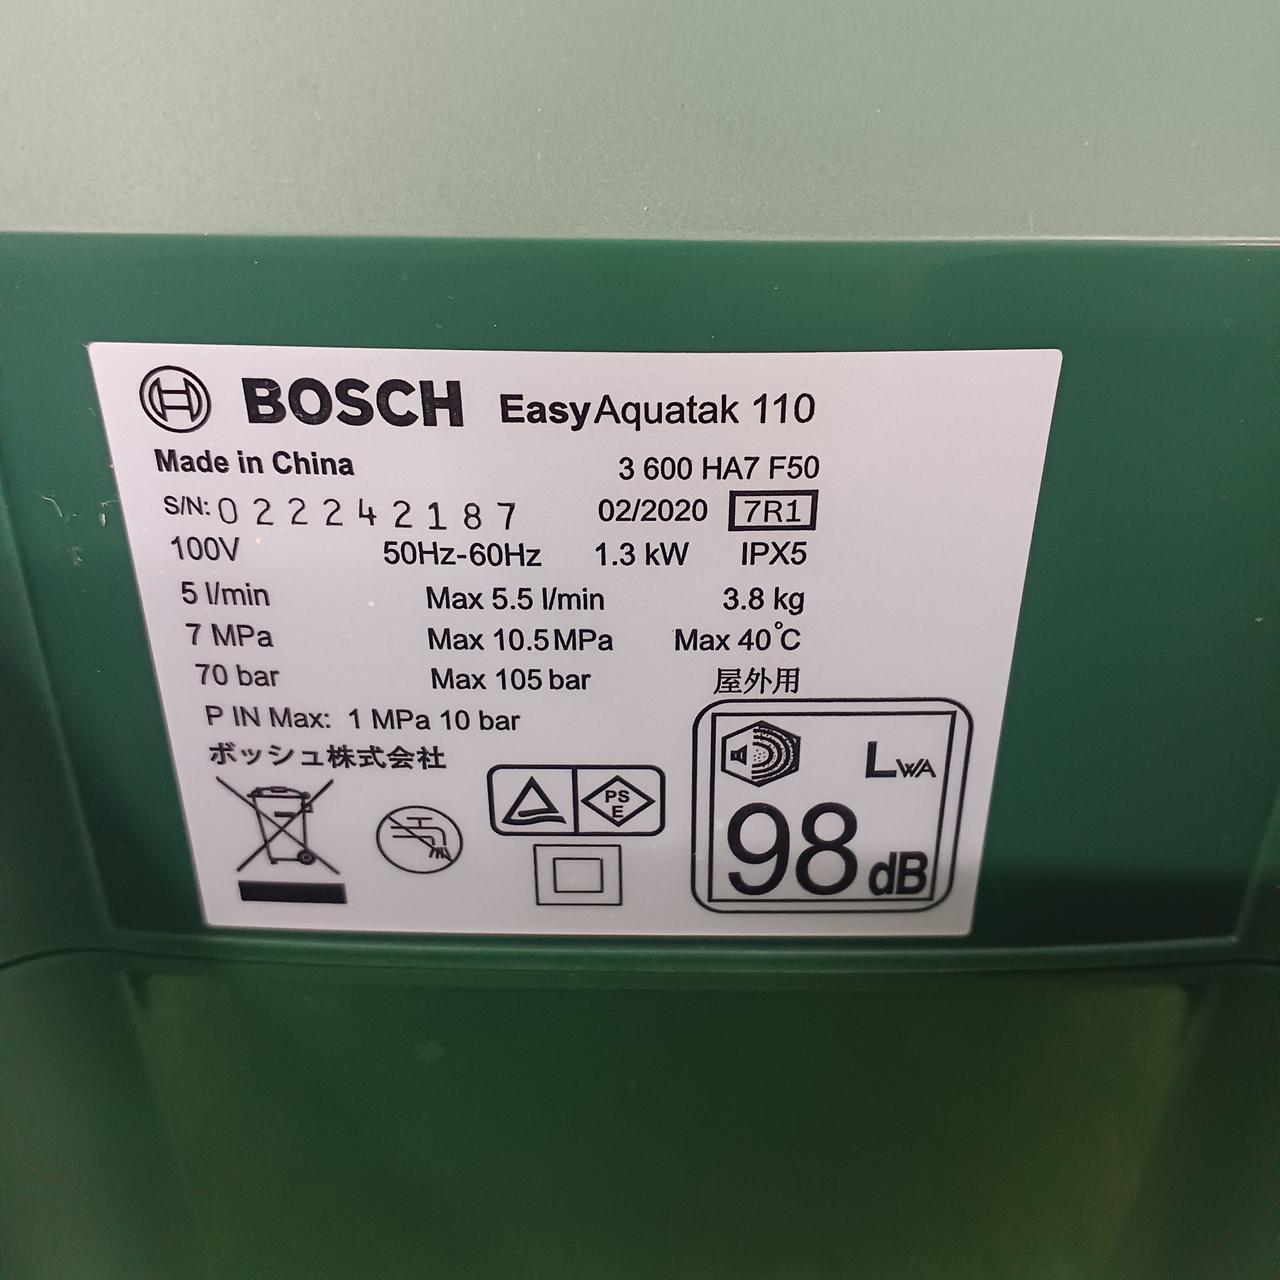 BOSCH EasyAquatak 110
Made in China 3 600 HA7 F50
S/N: 022242187 02/2020 7R1
100V 50Hz-60Hz 1.3 kW IPX5
5 l/min Max 5.5 l/min 3.8 kg
7 MPa Max 10.5 MPa Max 40°C
70 bar Max 105 bar 屋外用
P IN Max: 1 MPa 10 bar
ボッシュ株式会社
PS
E
LWA
98 dB